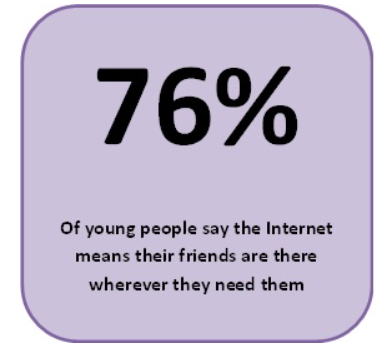 76%
Of young people say the Internet
means their friends are there
wherever they need them